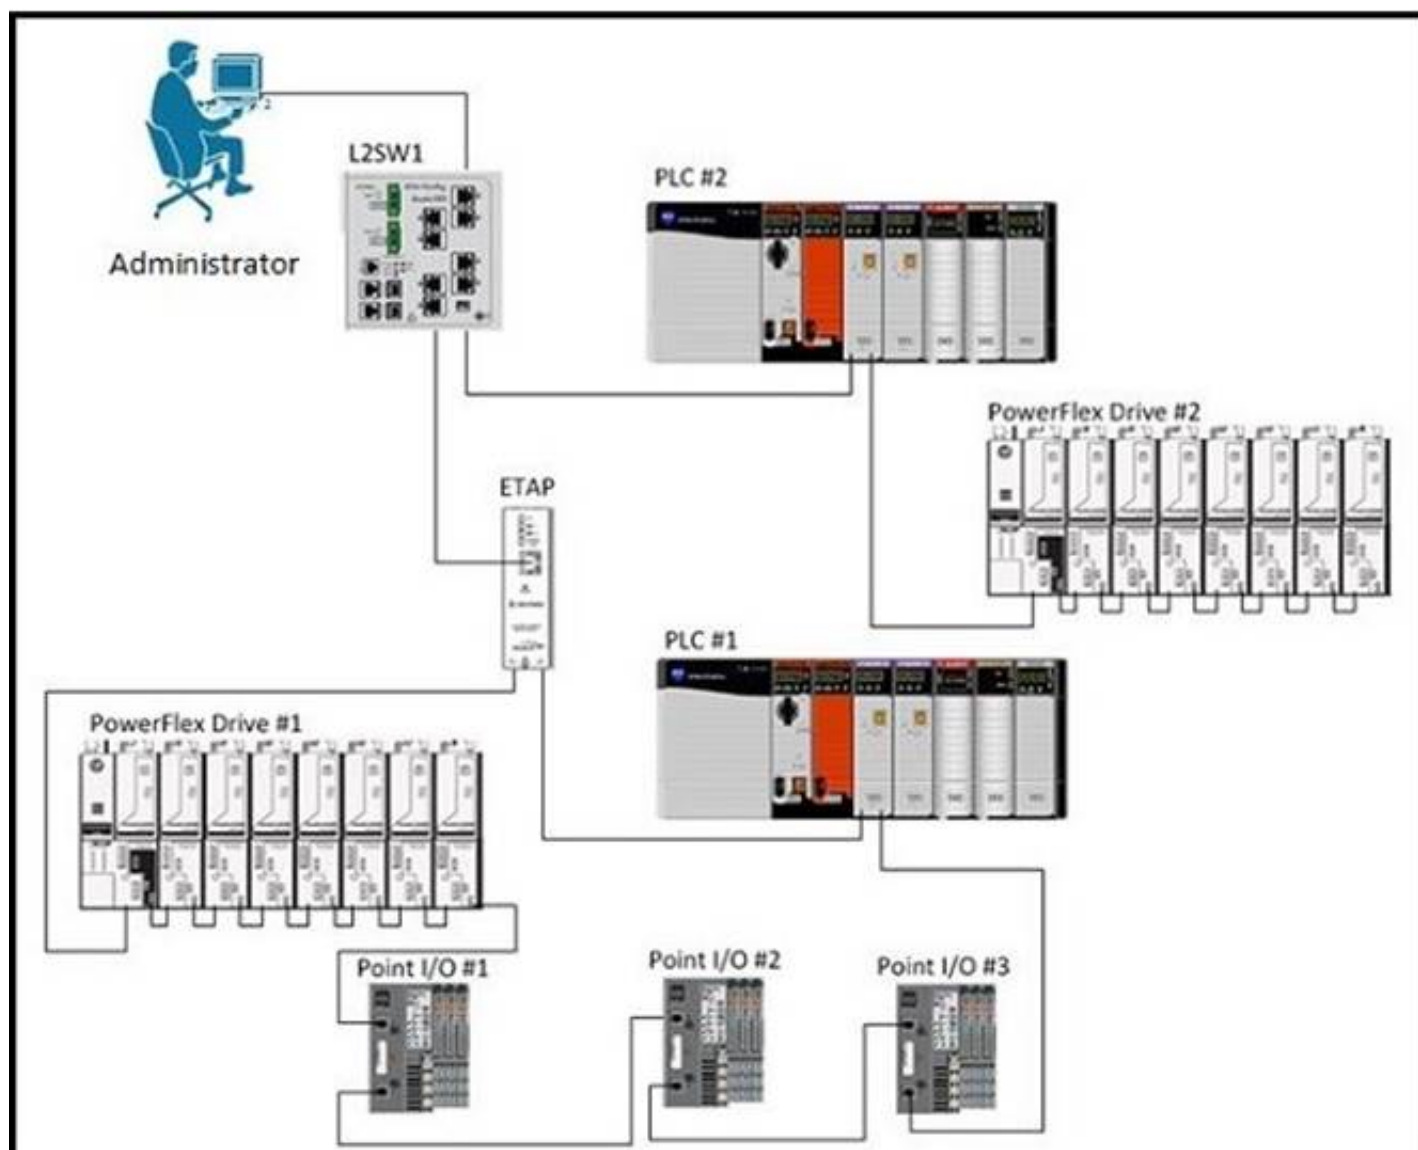 L2SW1
PLC #2
Administrator
PowerFlex Drive #2
ETAP
PLC #1
PowerFlex Drive #1
Point I/O #1
Point I/O #2
Point I/O #3